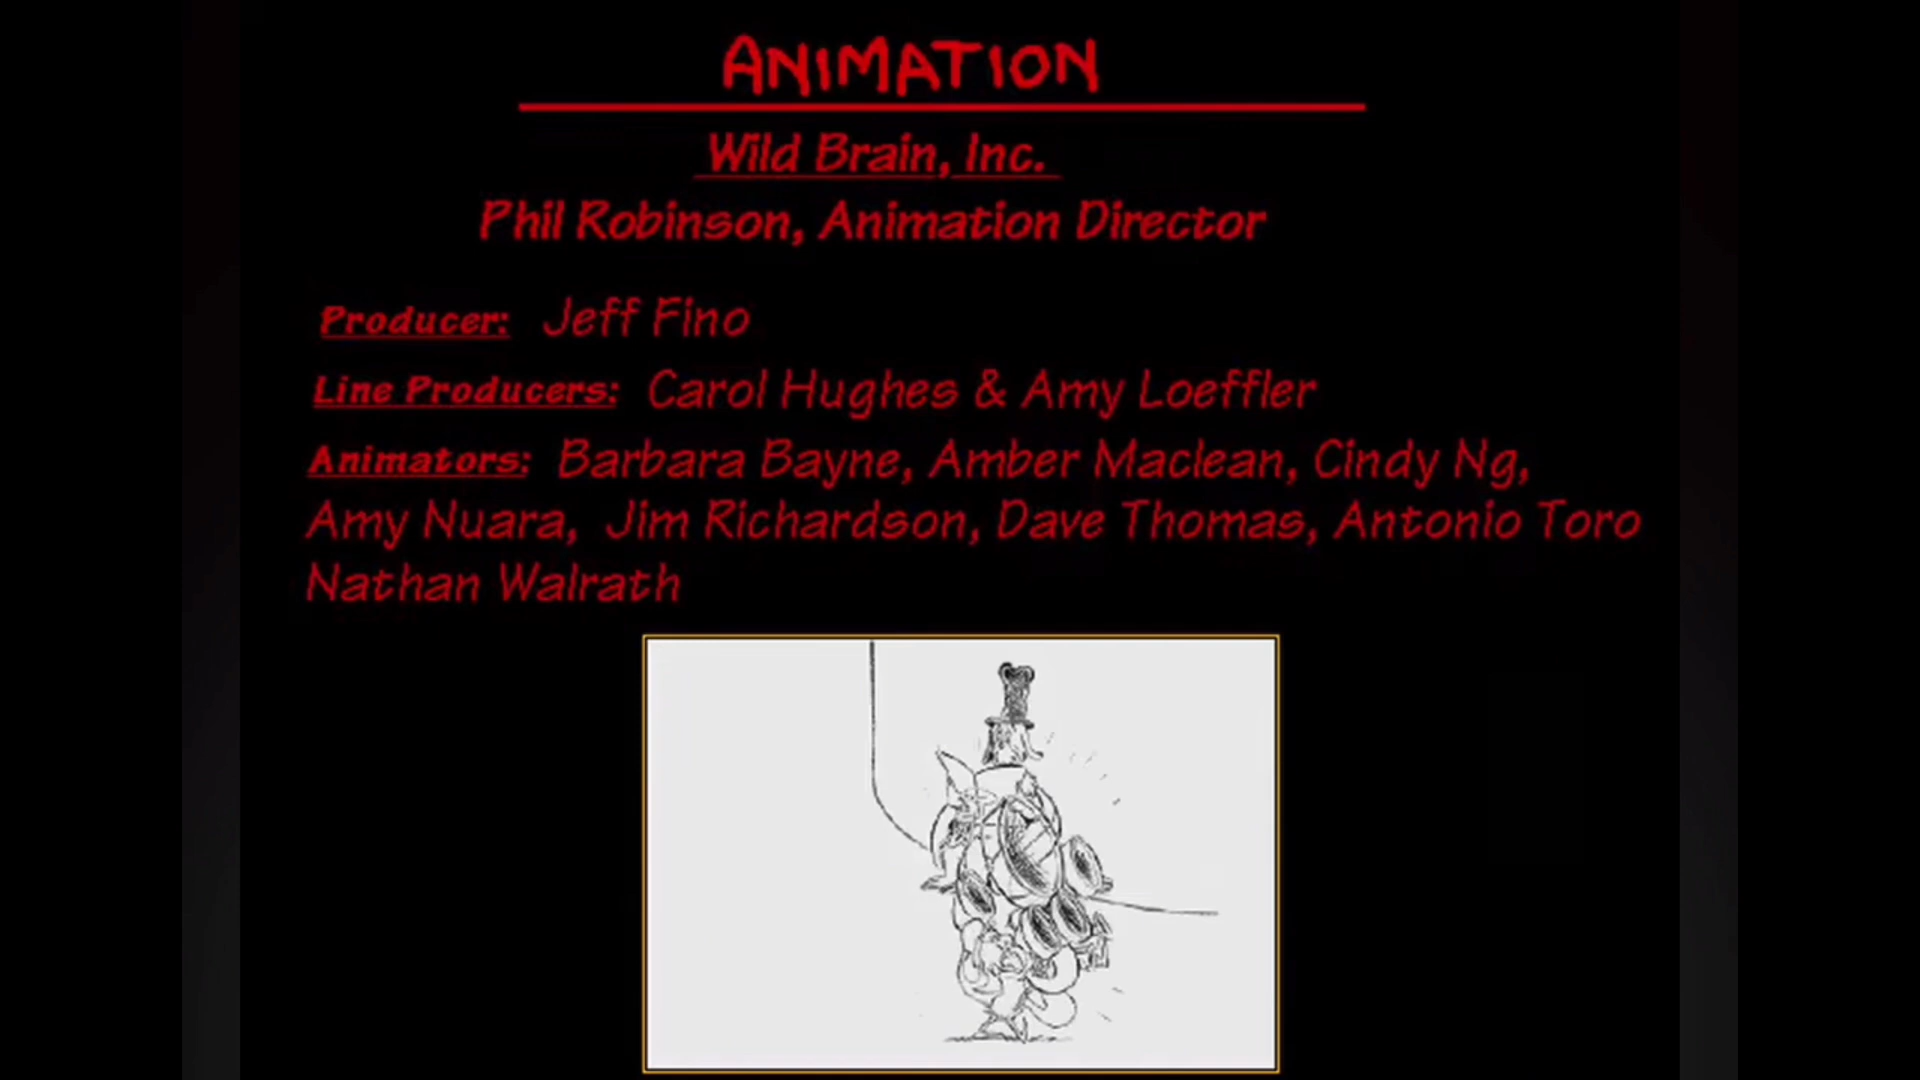 ANIMATION
Wild Brain, Inc.
Phil Robinson, Animation Director
Producer: Jeff Fino
Line Producers: Carol Hughes & Amy Loeffler
Animators: Barbara Bayne, Amber Maclean, Cindy Ng,
Amy Nuara, Jim Richardson, Dave Thomas, Antonio Toro
Nathan Walrath